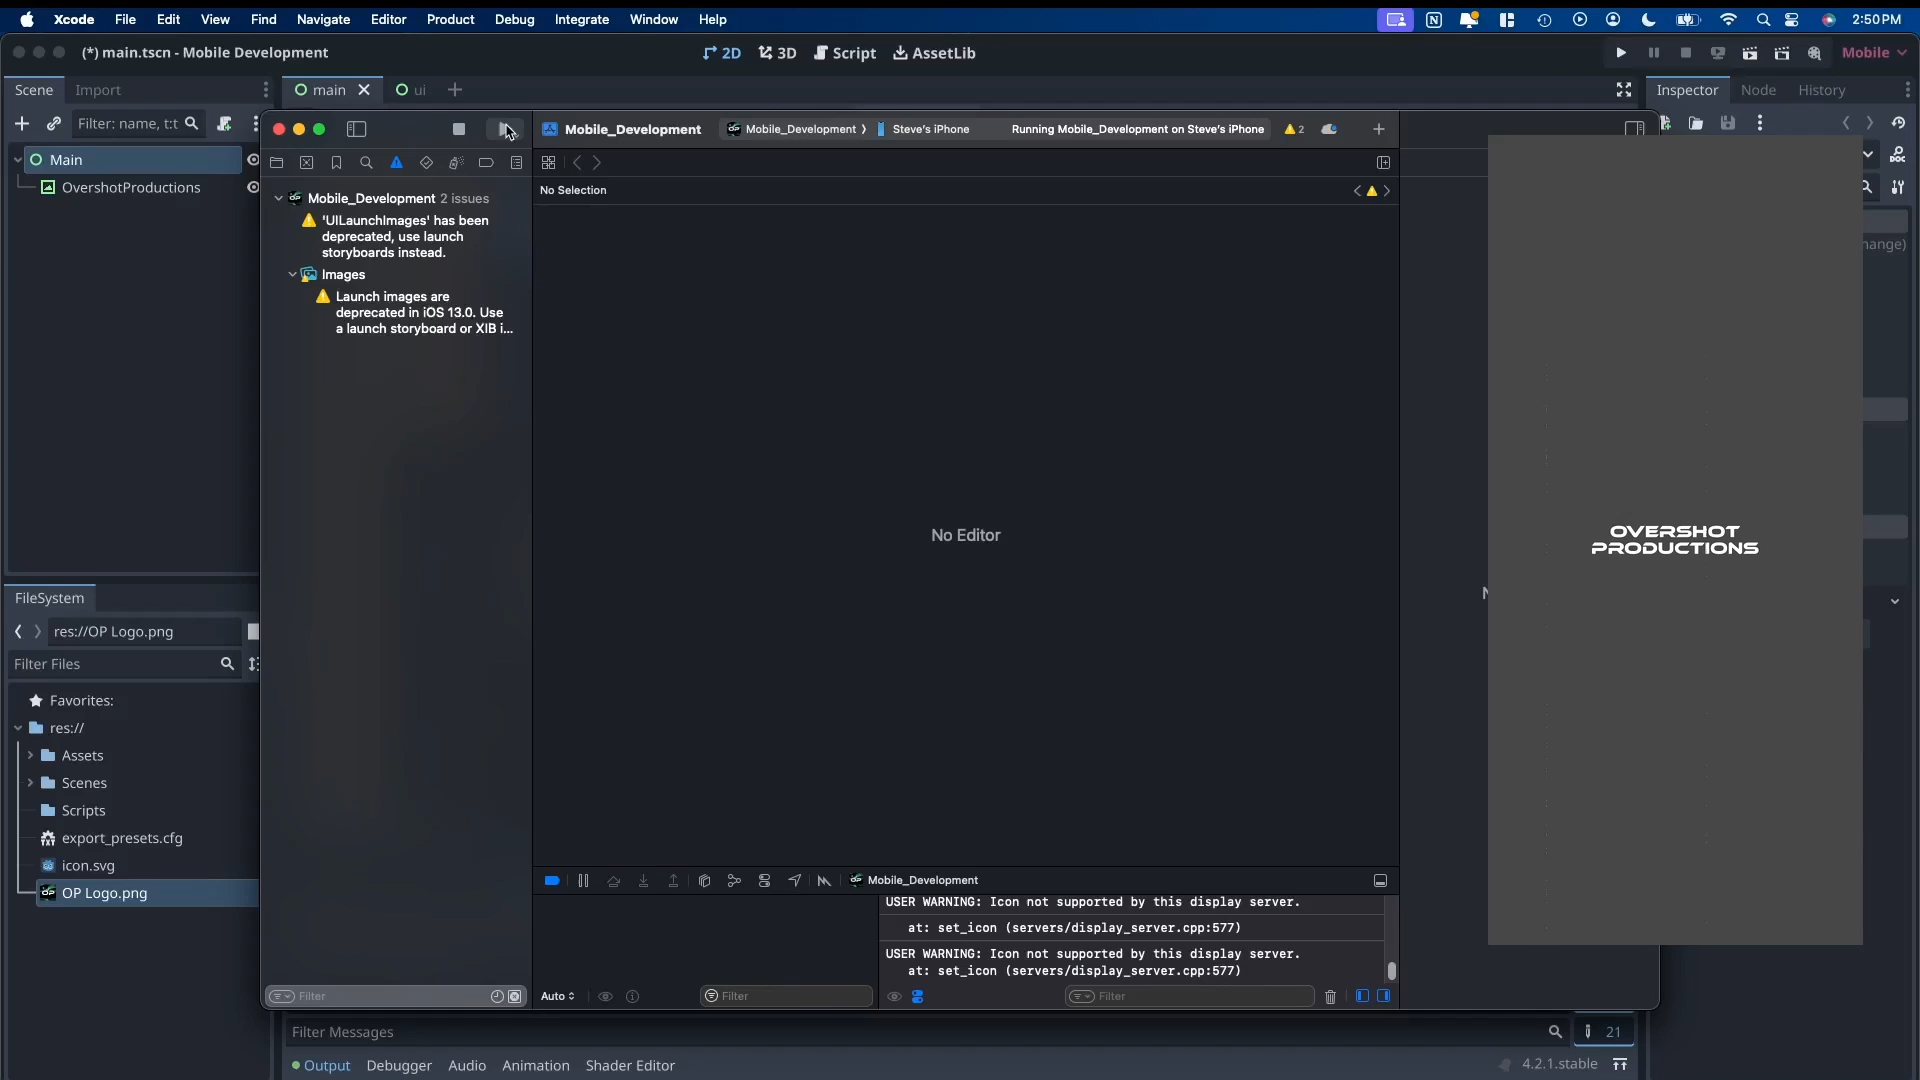 Xcode File Edit View Find Navigate Editor Product Debug Integrate Window Help 2:50 PM
(*) main.tscn - Mobile Development 2D 3D Script AssetLib Mobile
Scene Import main ui Inspector Node History
Filter: name, t:t
Mobile_Development Mobile_Development Steve's iPhone Running Mobile_Development on Steve's iPhone 2
Main
OvershotProductions
No Selection
Mobile_Development 2 issues
'UILaunchImages' has been
deprecated, use launch
storyboards instead.
Images
Launch images are
deprecated in iOS 13.0. Use
a launch storyboard or XIB i...
hange)
No Editor
OVERSHOT
PRODUCTIONS
N
FileSystem
res://OP Logo.png
Filter Files
Favorites:
res://
Assets
Scenes
Scripts
export_presets.cfg
icon.svg
OP Logo.png
Mobile_Development
USER WARNING: Icon not supported by this display server.
at: set_icon (servers/display_server.cpp:577)
USER WARNING: Icon not supported by this display server.
at: set_icon (servers/display_server.cpp:577)
Filter Auto Filter Filter
Filter Messages 21
Output Debugger Audio Animation Shader Editor 4.2.1.stable